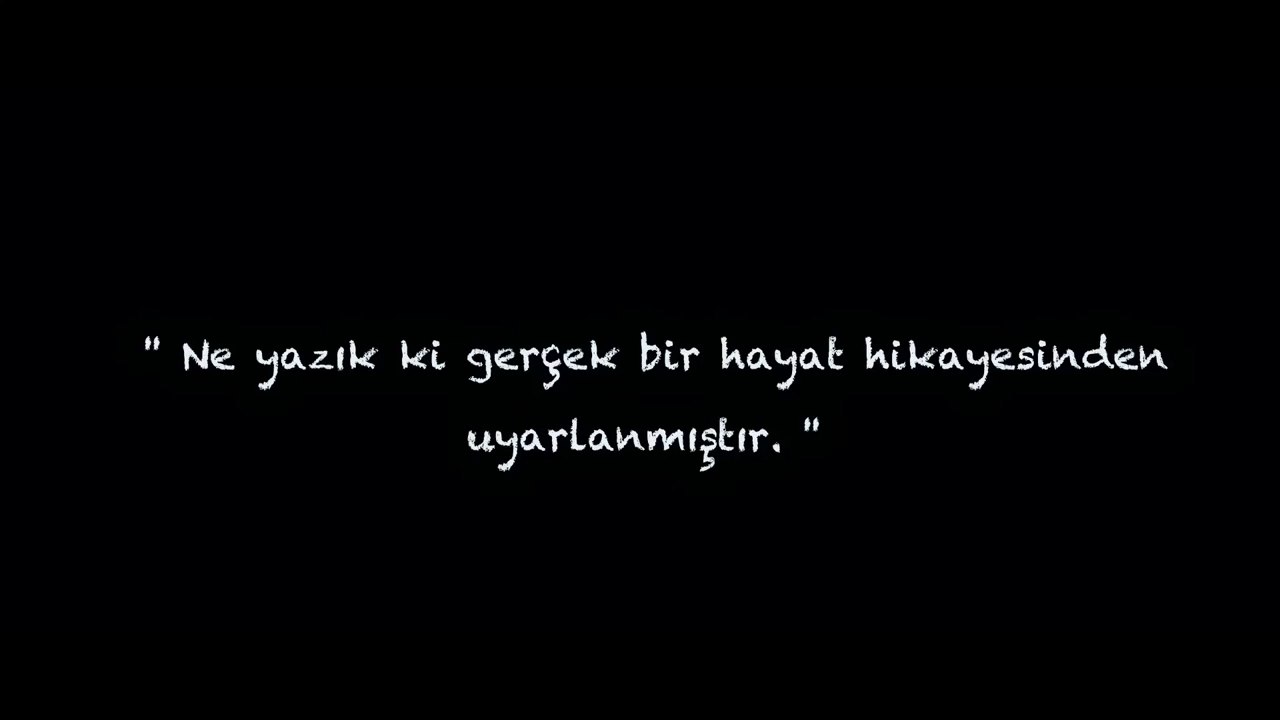 " Ne yazık ki gerçek bir hayat hikayesinden
uyarlanmıştır. "